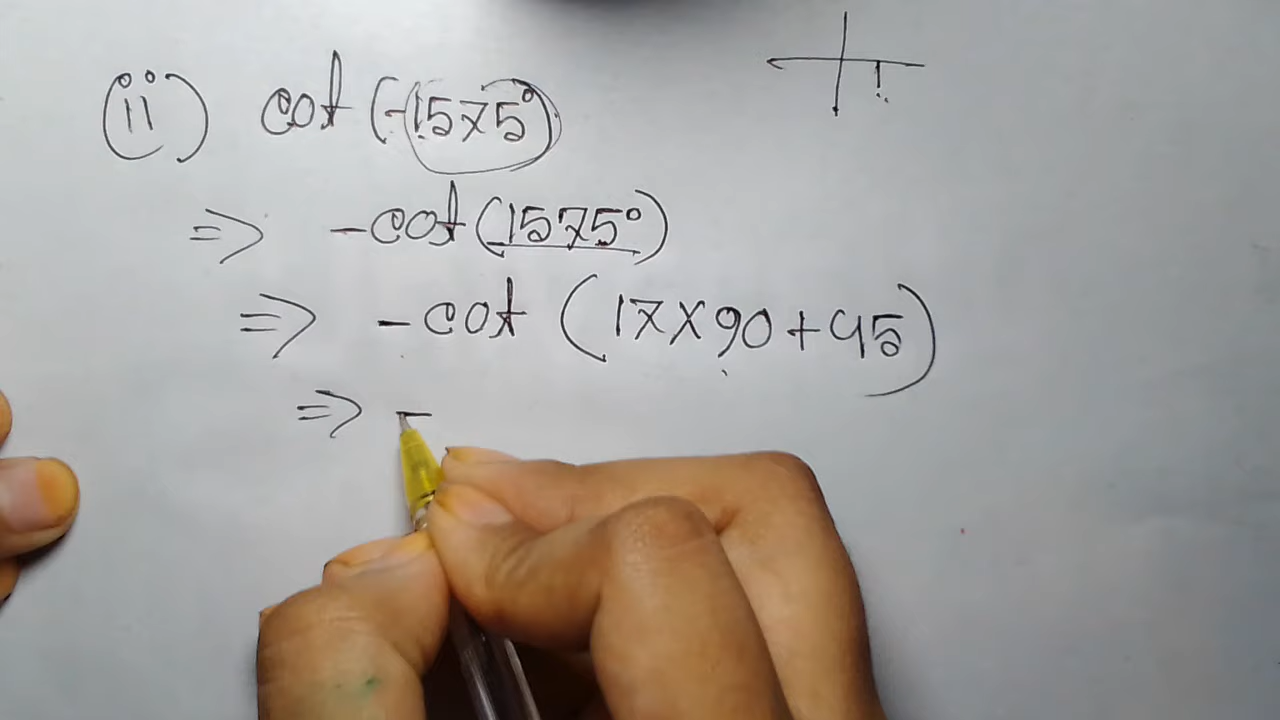 (ii) cot (-1575°)
=> -cot (1575°)
=> -cot (17×90+45)
=> -